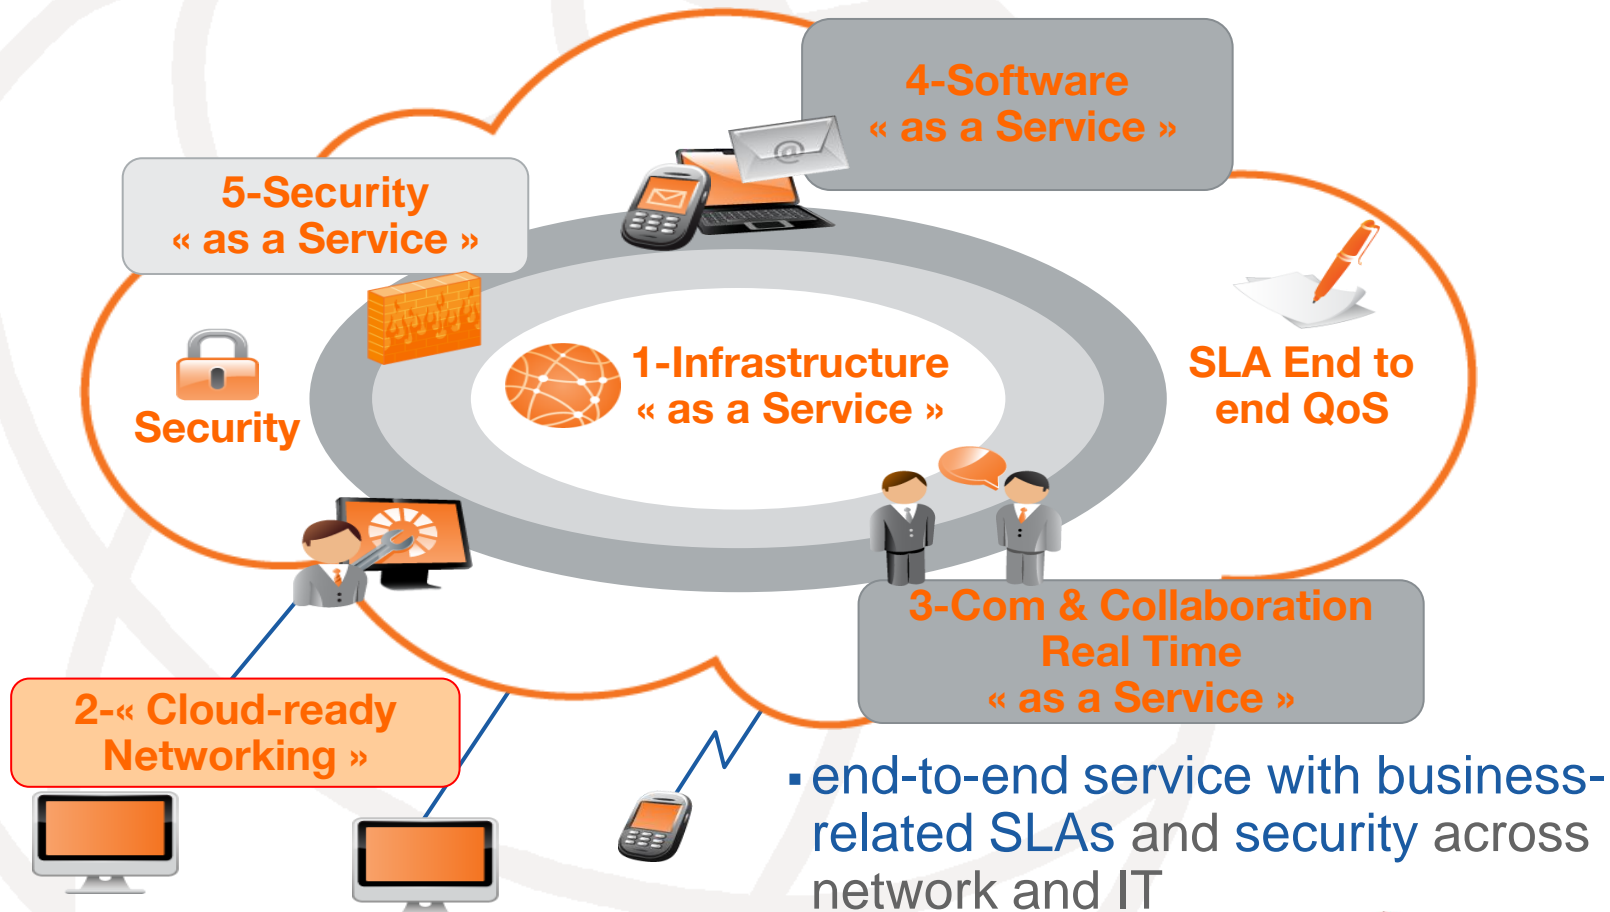 4-Software
« as a Service »
5-Security
« as a Service »
1-Infrastructure
« as a Service »
SLA End to
end QoS
Security
3-Com & Collaboration
Real Time
« as a Service »
2-« Cloud-ready
Networking »
▪ end-to-end service with business-
related SLAs and security across
network and IT
@